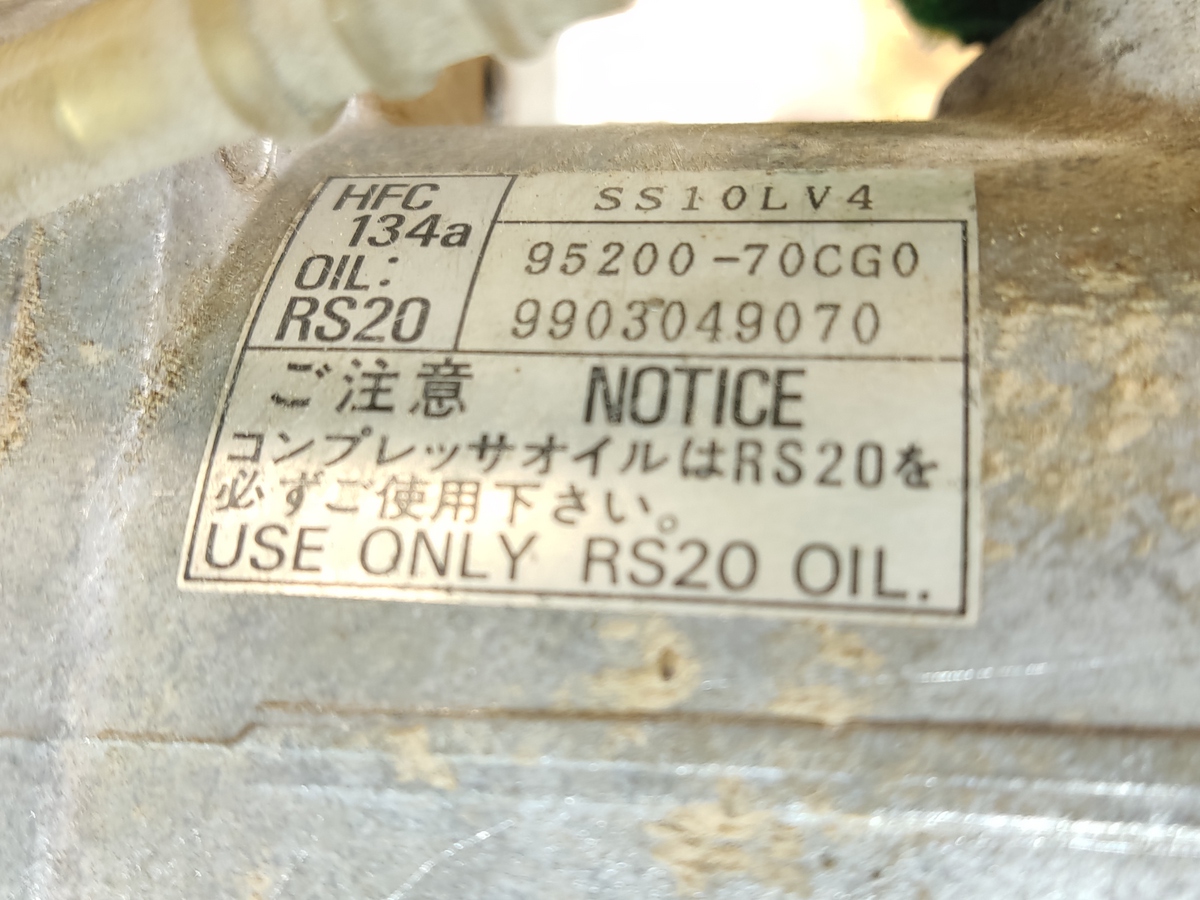 HFC
134a
OIL:
RS20
SS10LV4
95200-70CG0
9903049070
ご注意 NOTICE
コンプレッサオイルはRS20を
必ずご使用下さい。
USE ONLY RS20 OIL.